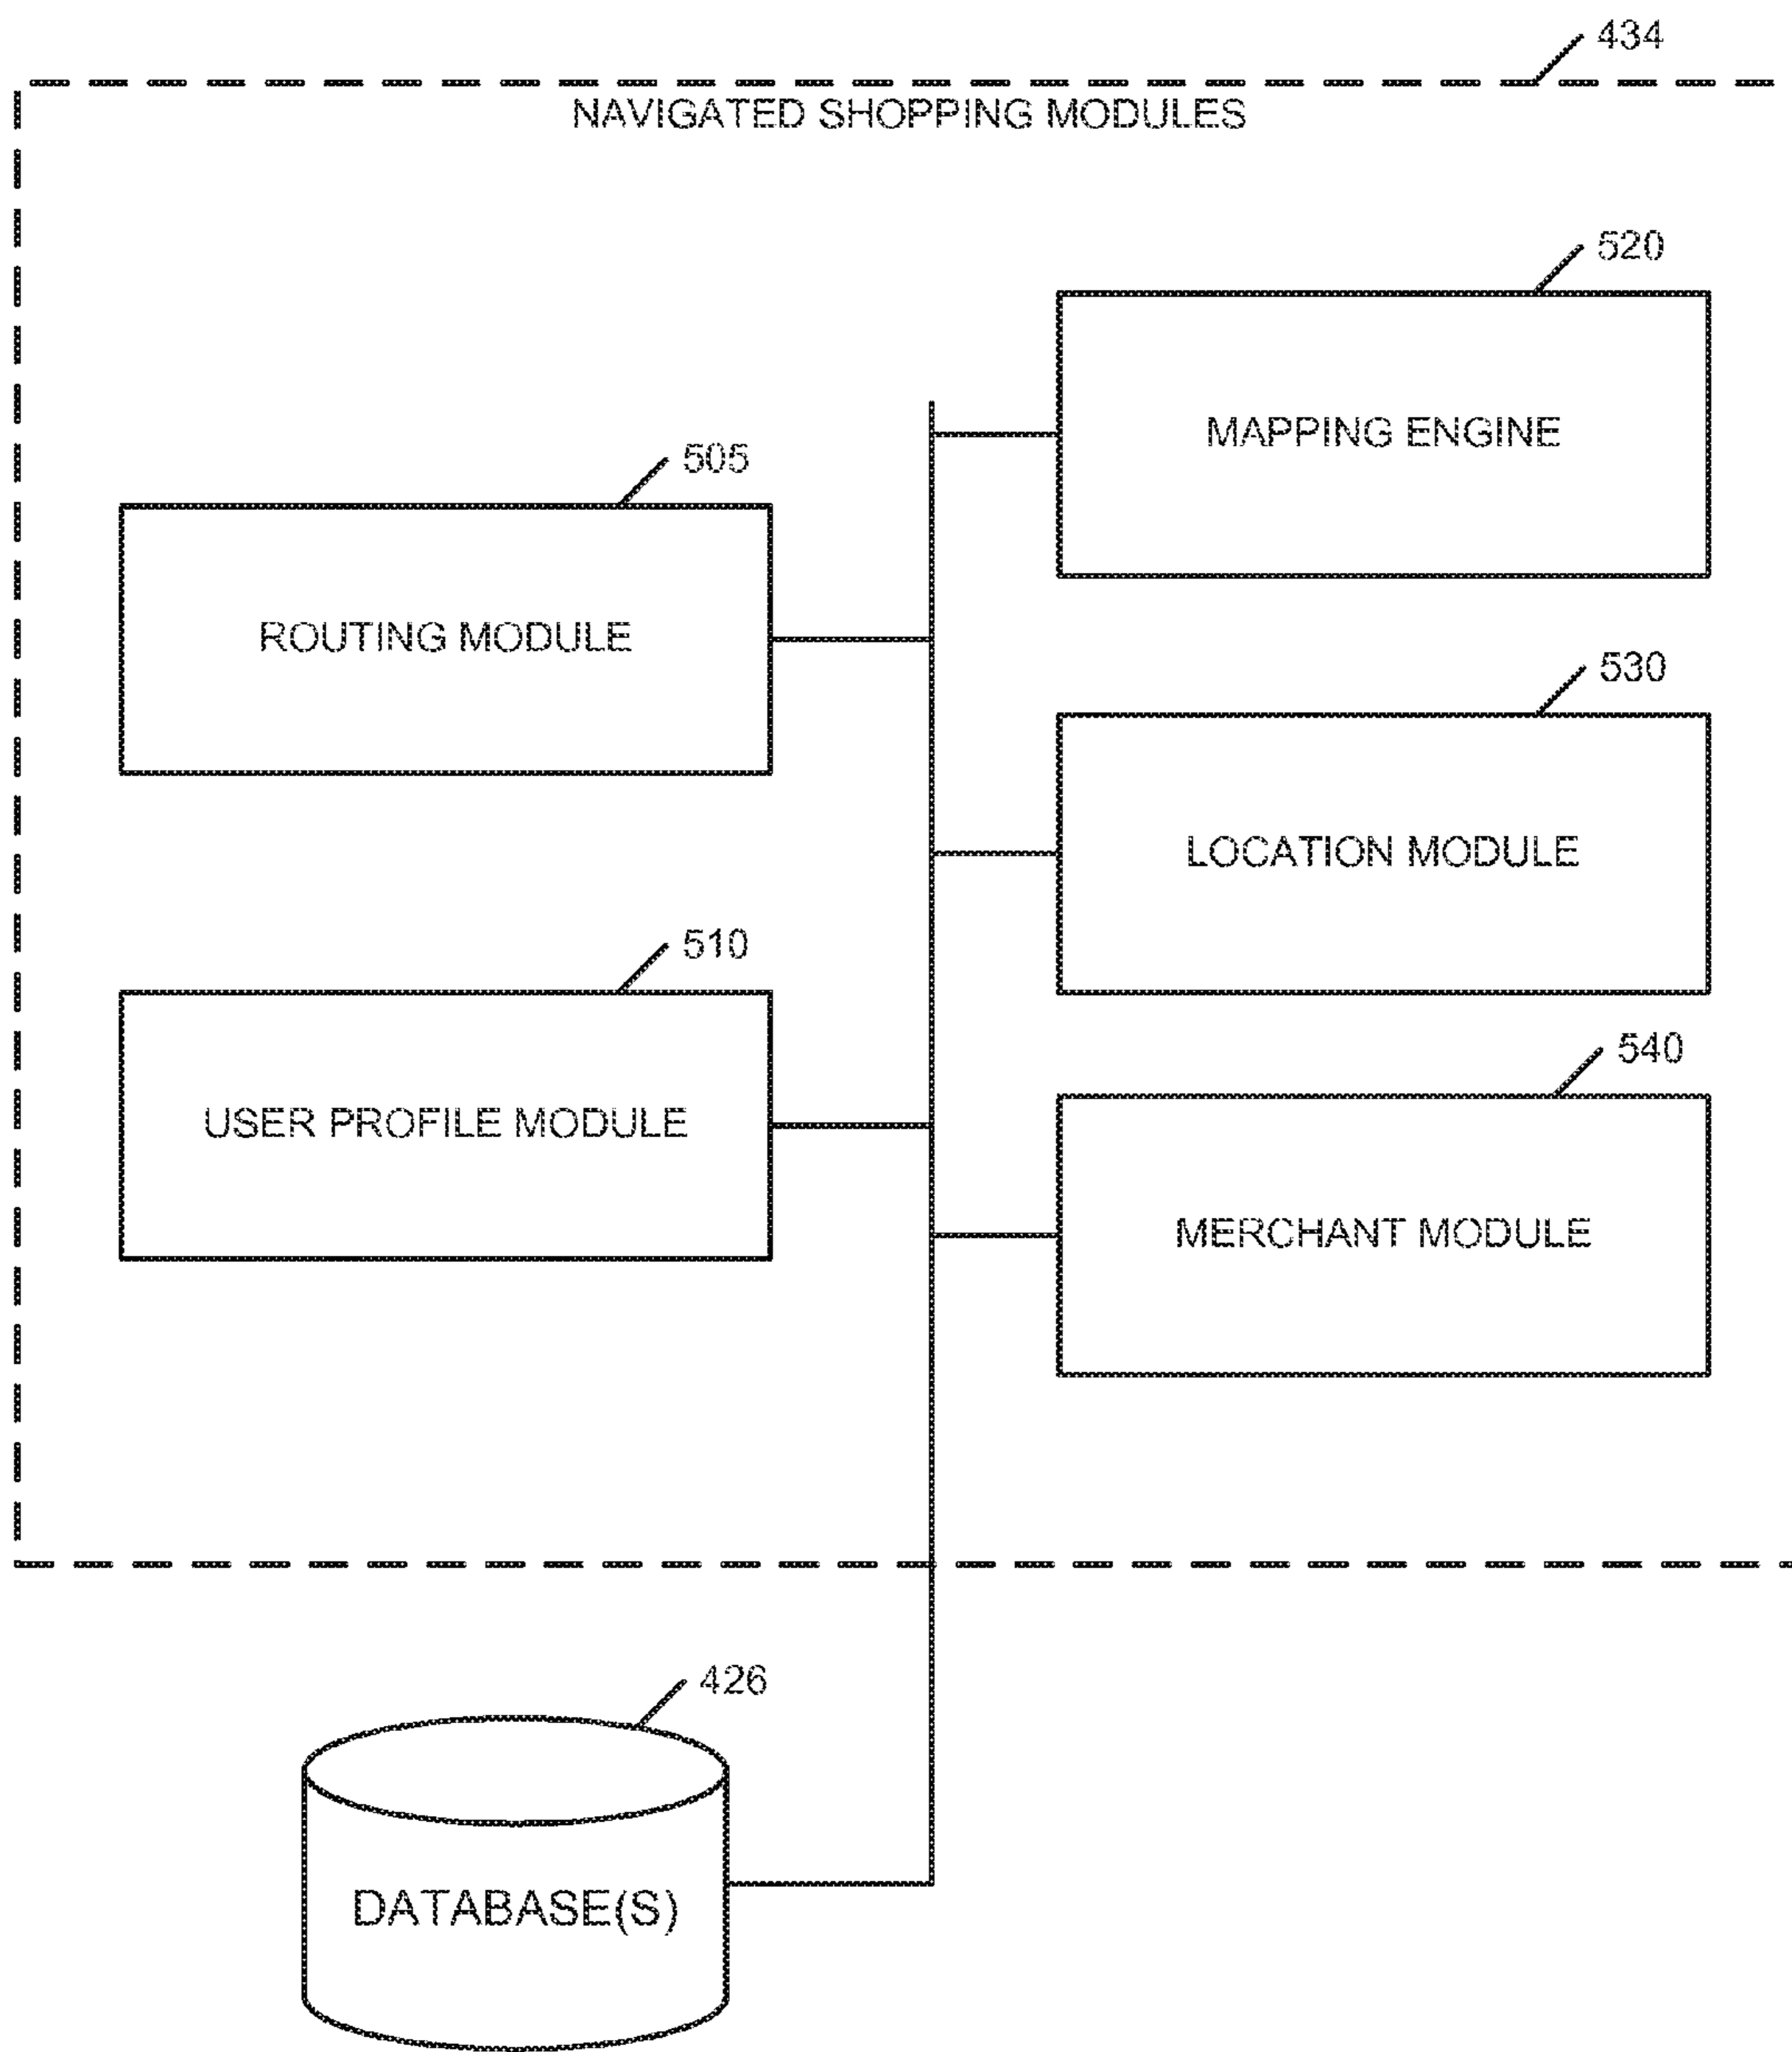 434
NAVIGATED SHOPPING MODULES
520
MAPPING ENGINE
505
ROUTING MODULE
530
LOCATION MODULE
510
USER PROFILE MODULE
540
MERCHANT MODULE
426
DATABASE(S)